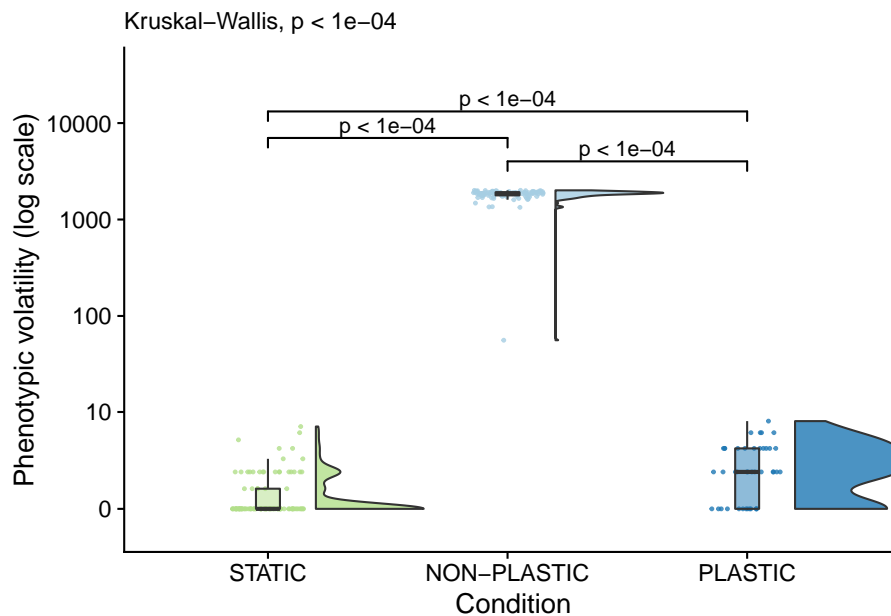 Kruskal−Wallis, p < 1e−04
p < 1e−04
p < 1e−04
p < 1e−04
Phenotypic volatility (log scale)
10000
1000
100
10
0
STATIC
NON−PLASTIC
PLASTIC
Condition